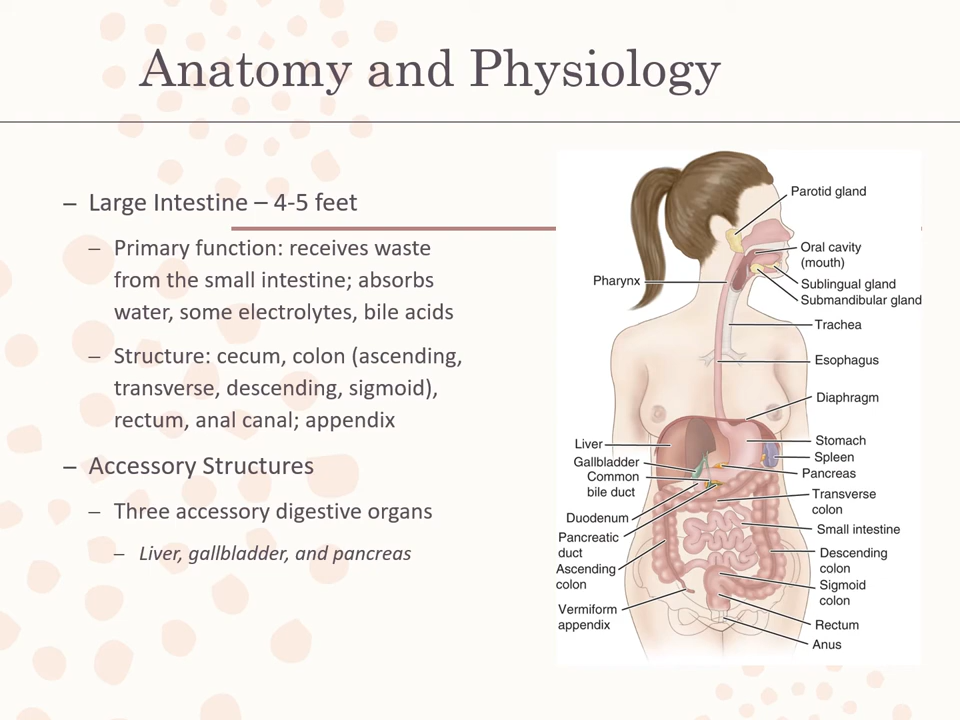 Anatomy and Physiology
– Large Intestine – 4-5 feet
– Primary function: receives waste
from the small intestine; absorbs
water, some electrolytes, bile acids
– Structure: cecum, colon (ascending,
transverse, descending, sigmoid),
rectum, anal canal; appendix
– Accessory Structures
– Three accessory digestive organs
– Liver, gallbladder, and pancreas
Parotid gland
Oral cavity
(mouth)
Sublingual gland
Submandibular gland
Pharynx
Trachea
Esophagus
Diaphragm
Liver
Gallbladder
Common
bile duct
Duodenum
Pancreatic
duct
Ascending
colon
Vermiform
appendix
Stomach
Spleen
Pancreas
Transverse
colon
Small intestine
Descending
colon
Sigmoid
colon
Rectum
Anus